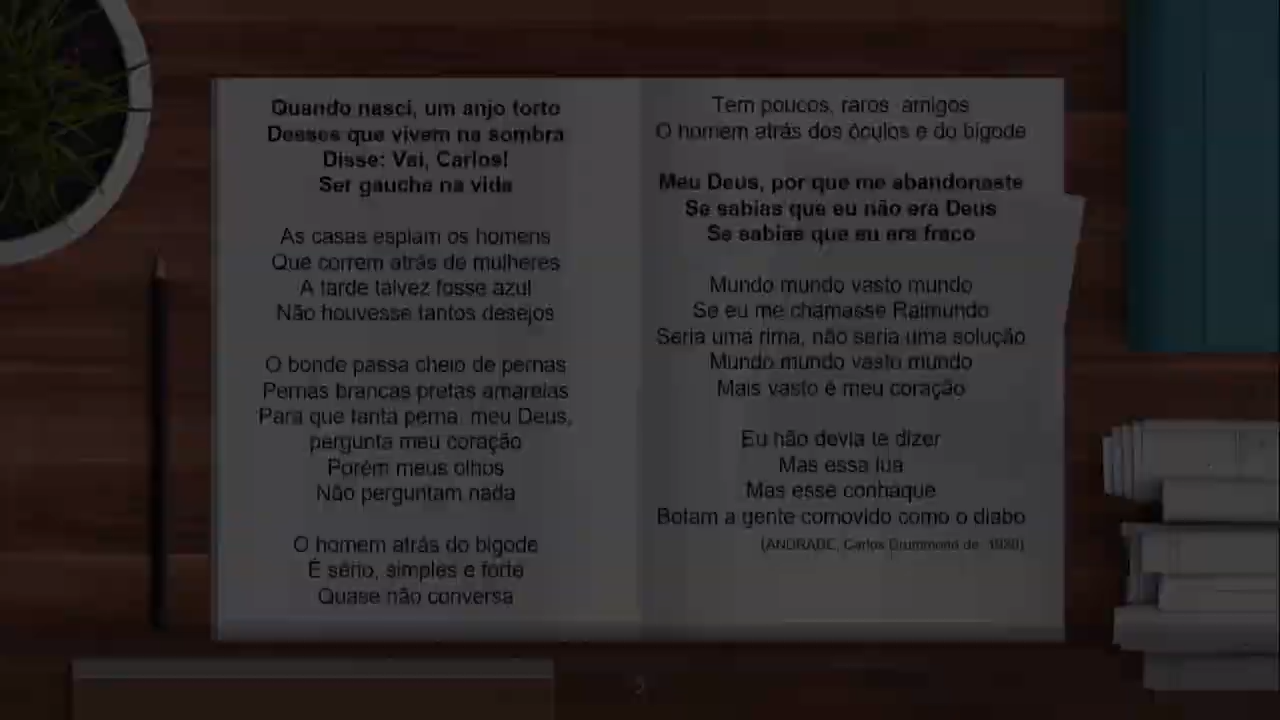 Quando nasci, um anjo torto
Desses que vivem na sombra
Disse: Vai, Carlos!
Ser gauche na vida
As casas espiam os homens
Que correm atrás de mulheres
A tarde talvez fosse azul
Não houvesse tantos desejos
O bonde passa cheio de pernas
Pernas brancas pretas amarelas
Para que tanta perna, meu Deus,
pergunta meu coração
Porém meus olhos
Não perguntam nada
O homem atrás do bigode
É sério, simples e forte
Quase não conversa
Tem poucos, raros amigos
O homem atrás dos óculos e do bigode
Meu Deus, por que me abandonaste
Se sabias que eu não era Deus
Se sabias que eu era fraco
Mundo mundo vasto mundo
Se eu me chamasse Raimundo
Seria uma rima, não seria uma solução
Mundo mundo vasto mundo
Mais vasto é meu coração
Eu não devia te dizer
Mas essa lua
Mas esse conhaque
Botam a gente comovido como o diabo
(ANDRADE, Carlos Drummond de. 1930)